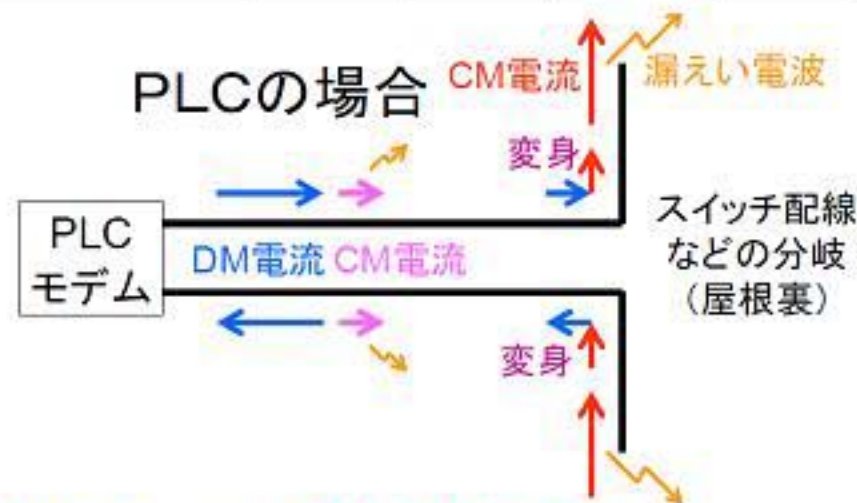 PLCの場合
CM電流
漏えい電波
変身
PLC
モデム
DM電流 CM電流
スイッチ配線
などの分岐
(屋根裏)
変身